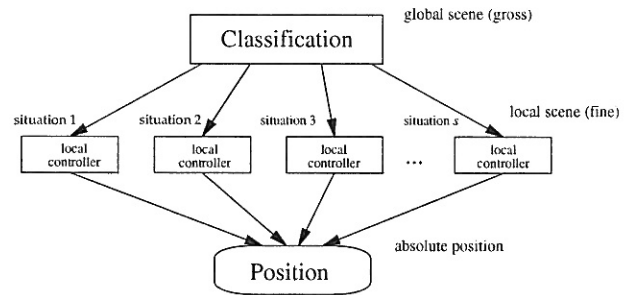 global scene (gross)
Classification
local scene (fine)
situation 1
situation 2
situation 3
situation s
local
controller
local
controller
local
controller
...
local
controller
absolute position
Position